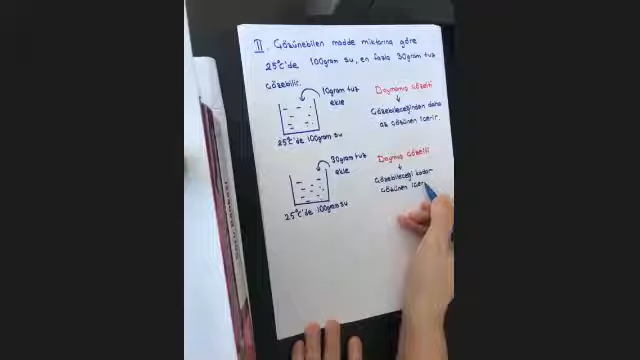 II. Çözünebilen madde miktarına göre
25°C'de 100gram su, en fazla 30gram tuz
çözebilir.
10gram tuz
ekle
25°C'de 100gram su
Doymamış Çözelti
Çözebileceğinden daha
az çözünen içerir.
30gram tuz
ekle
25°C'de 100gram su
Doymuş Çözelti
Çözebileceği kadar
çözünen içer